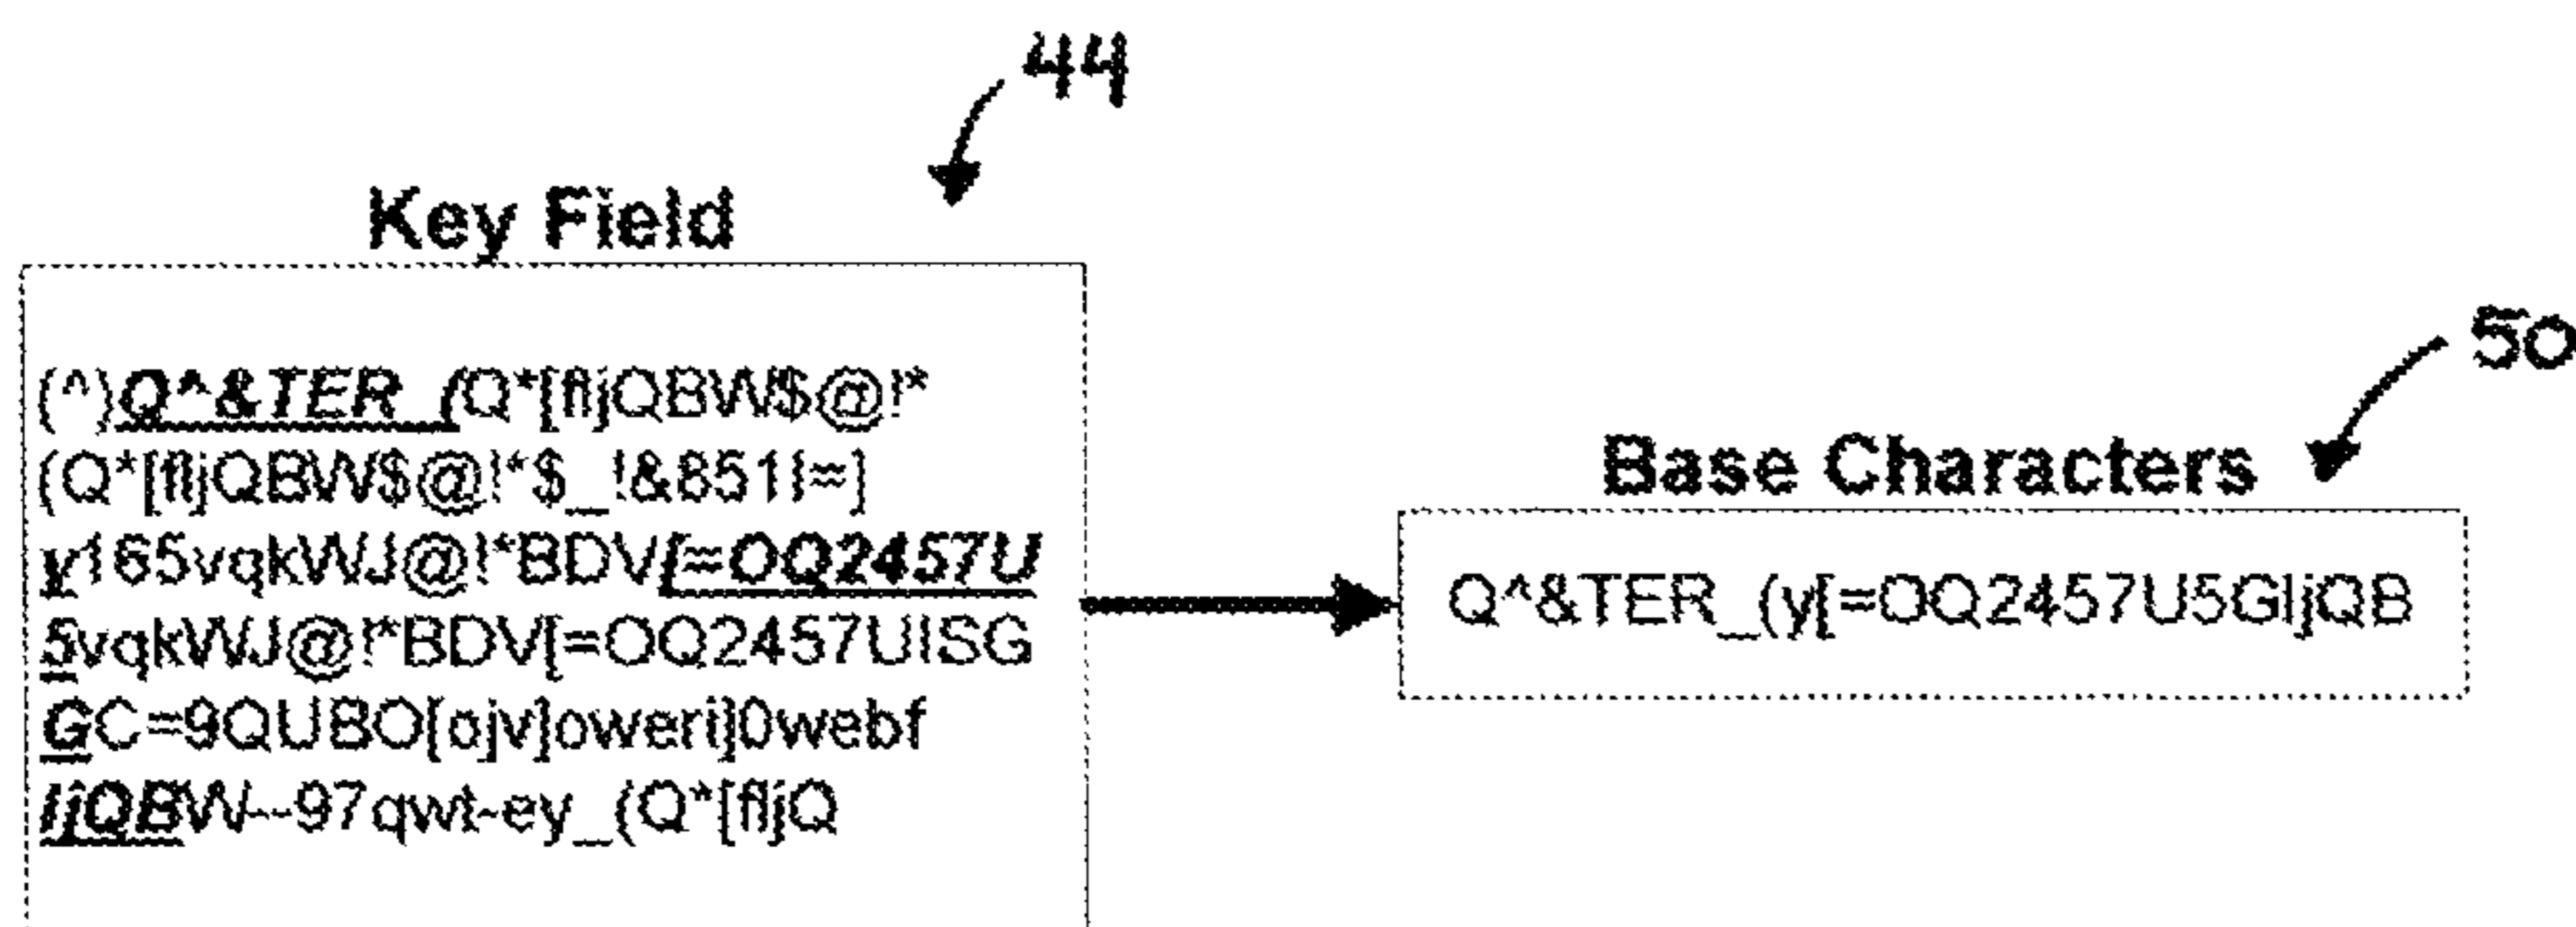 44
Key Field
(^)Q^&TER_(Q*[fljQBW$@!*
(Q*[fljQBW$@!*$_!&851I=]
y165vqkWJ@!*BDV[=OQ2457U
5vqkWJ@!*BDV[=OQ2457UISG
GC=9QUBO[ojv]oweri]0webf
IjQBW--97qwt-ey_(Q*[fljQ
50
Base Characters
Q^&TER_(y[=OQ2457U5GIjQB